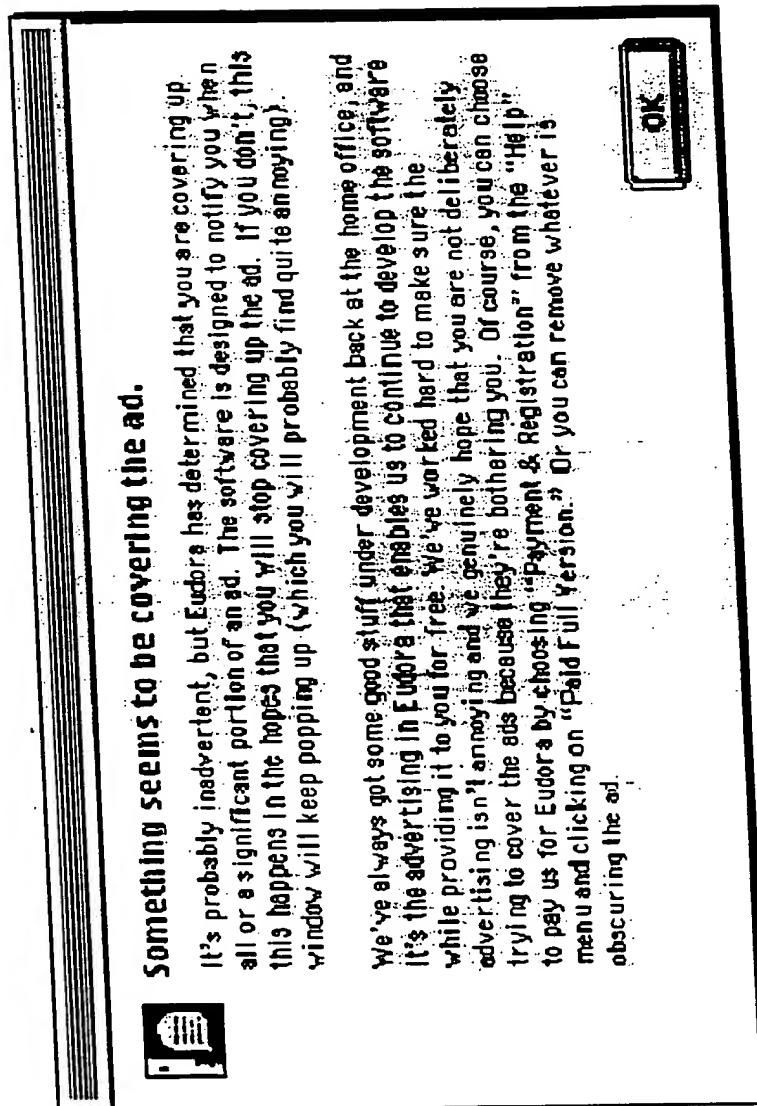 Something seems to be covering the ad.
It's probably inadvertent, but Eudora has determined that you are covering up
all or a significant portion of an ad. The software is designed to notify you when
this happens in the hopes that you will stop covering up the ad. If you don't, this
window will keep popping up (which you will probably find quite annoying).
We've always got some good stuff under development back at the home office, and
it's the advertising in Eudora that enables us to continue to develop the software
while providing it to you for free. We've worked hard to make sure the
advertising isn't annoying and we genuinely hope that you are not deliberately
trying to cover the ads because they're bothering you. Of course, you can choose
to pay us for Eudora by choosing "Payment & Registration" from the "Help"
menu and clicking on "Paid Full Version." Or you can remove whatever is
obscuring the ad.
OK